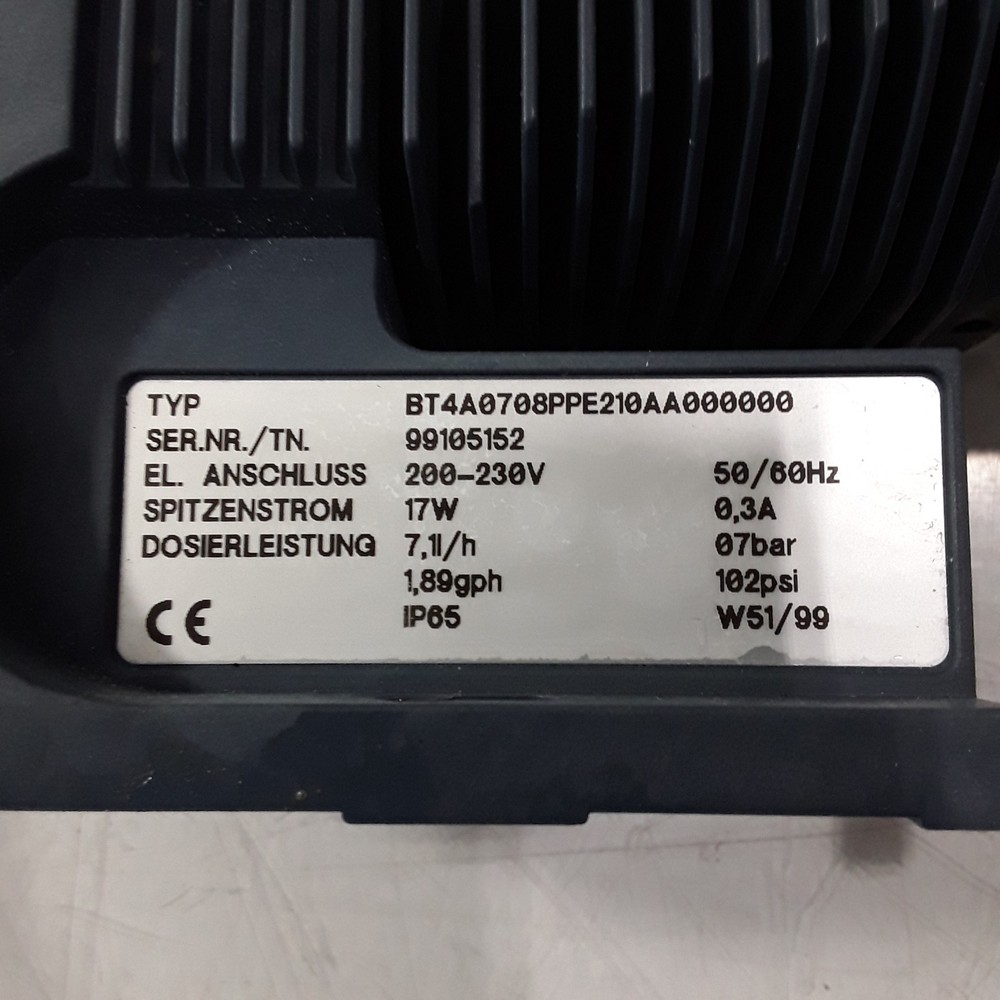 TYP BT4A0708PPE210AA000000
SER.NR./TN. 99105152
EL. ANSCHLUSS 200-230V 50/60Hz
SPITZENSTROM 17W 0,3A
DOSIERLEISTUNG 7,1l/h 07bar
1,89gph 102psi
CE IP65 W51/99